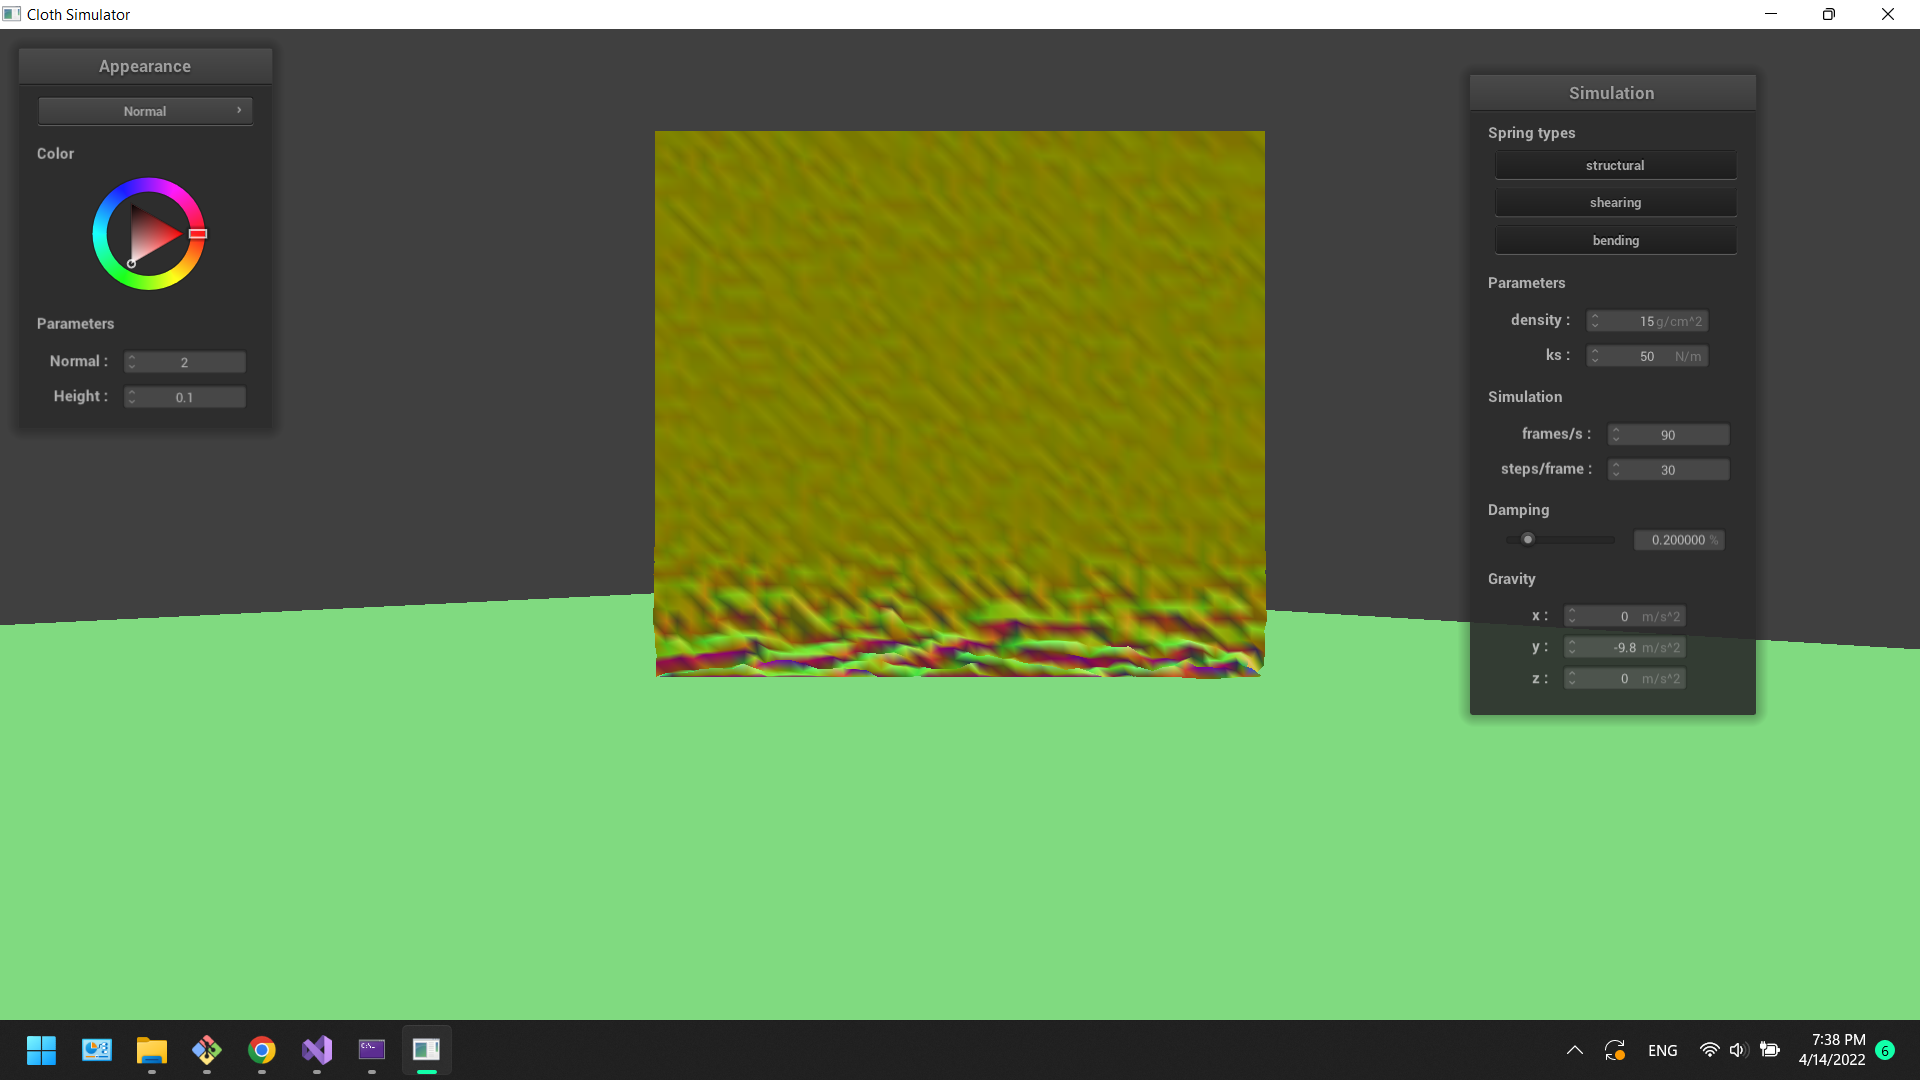 Cloth Simulator
Appearance
Normal
Color
Parameters
Normal : 2
Height : 0.1
Simulation
Spring types
structural
shearing
bending
Parameters
density : 15 g/cm^2
ks : 50 N/m
Simulation
frames/s : 90
steps/frame : 30
Damping
0.200000 %
Gravity
x : 0 m/s^2
y : -9.8 m/s^2
z : 0 m/s^2
ENG
7:38 PM
4/14/2022
6